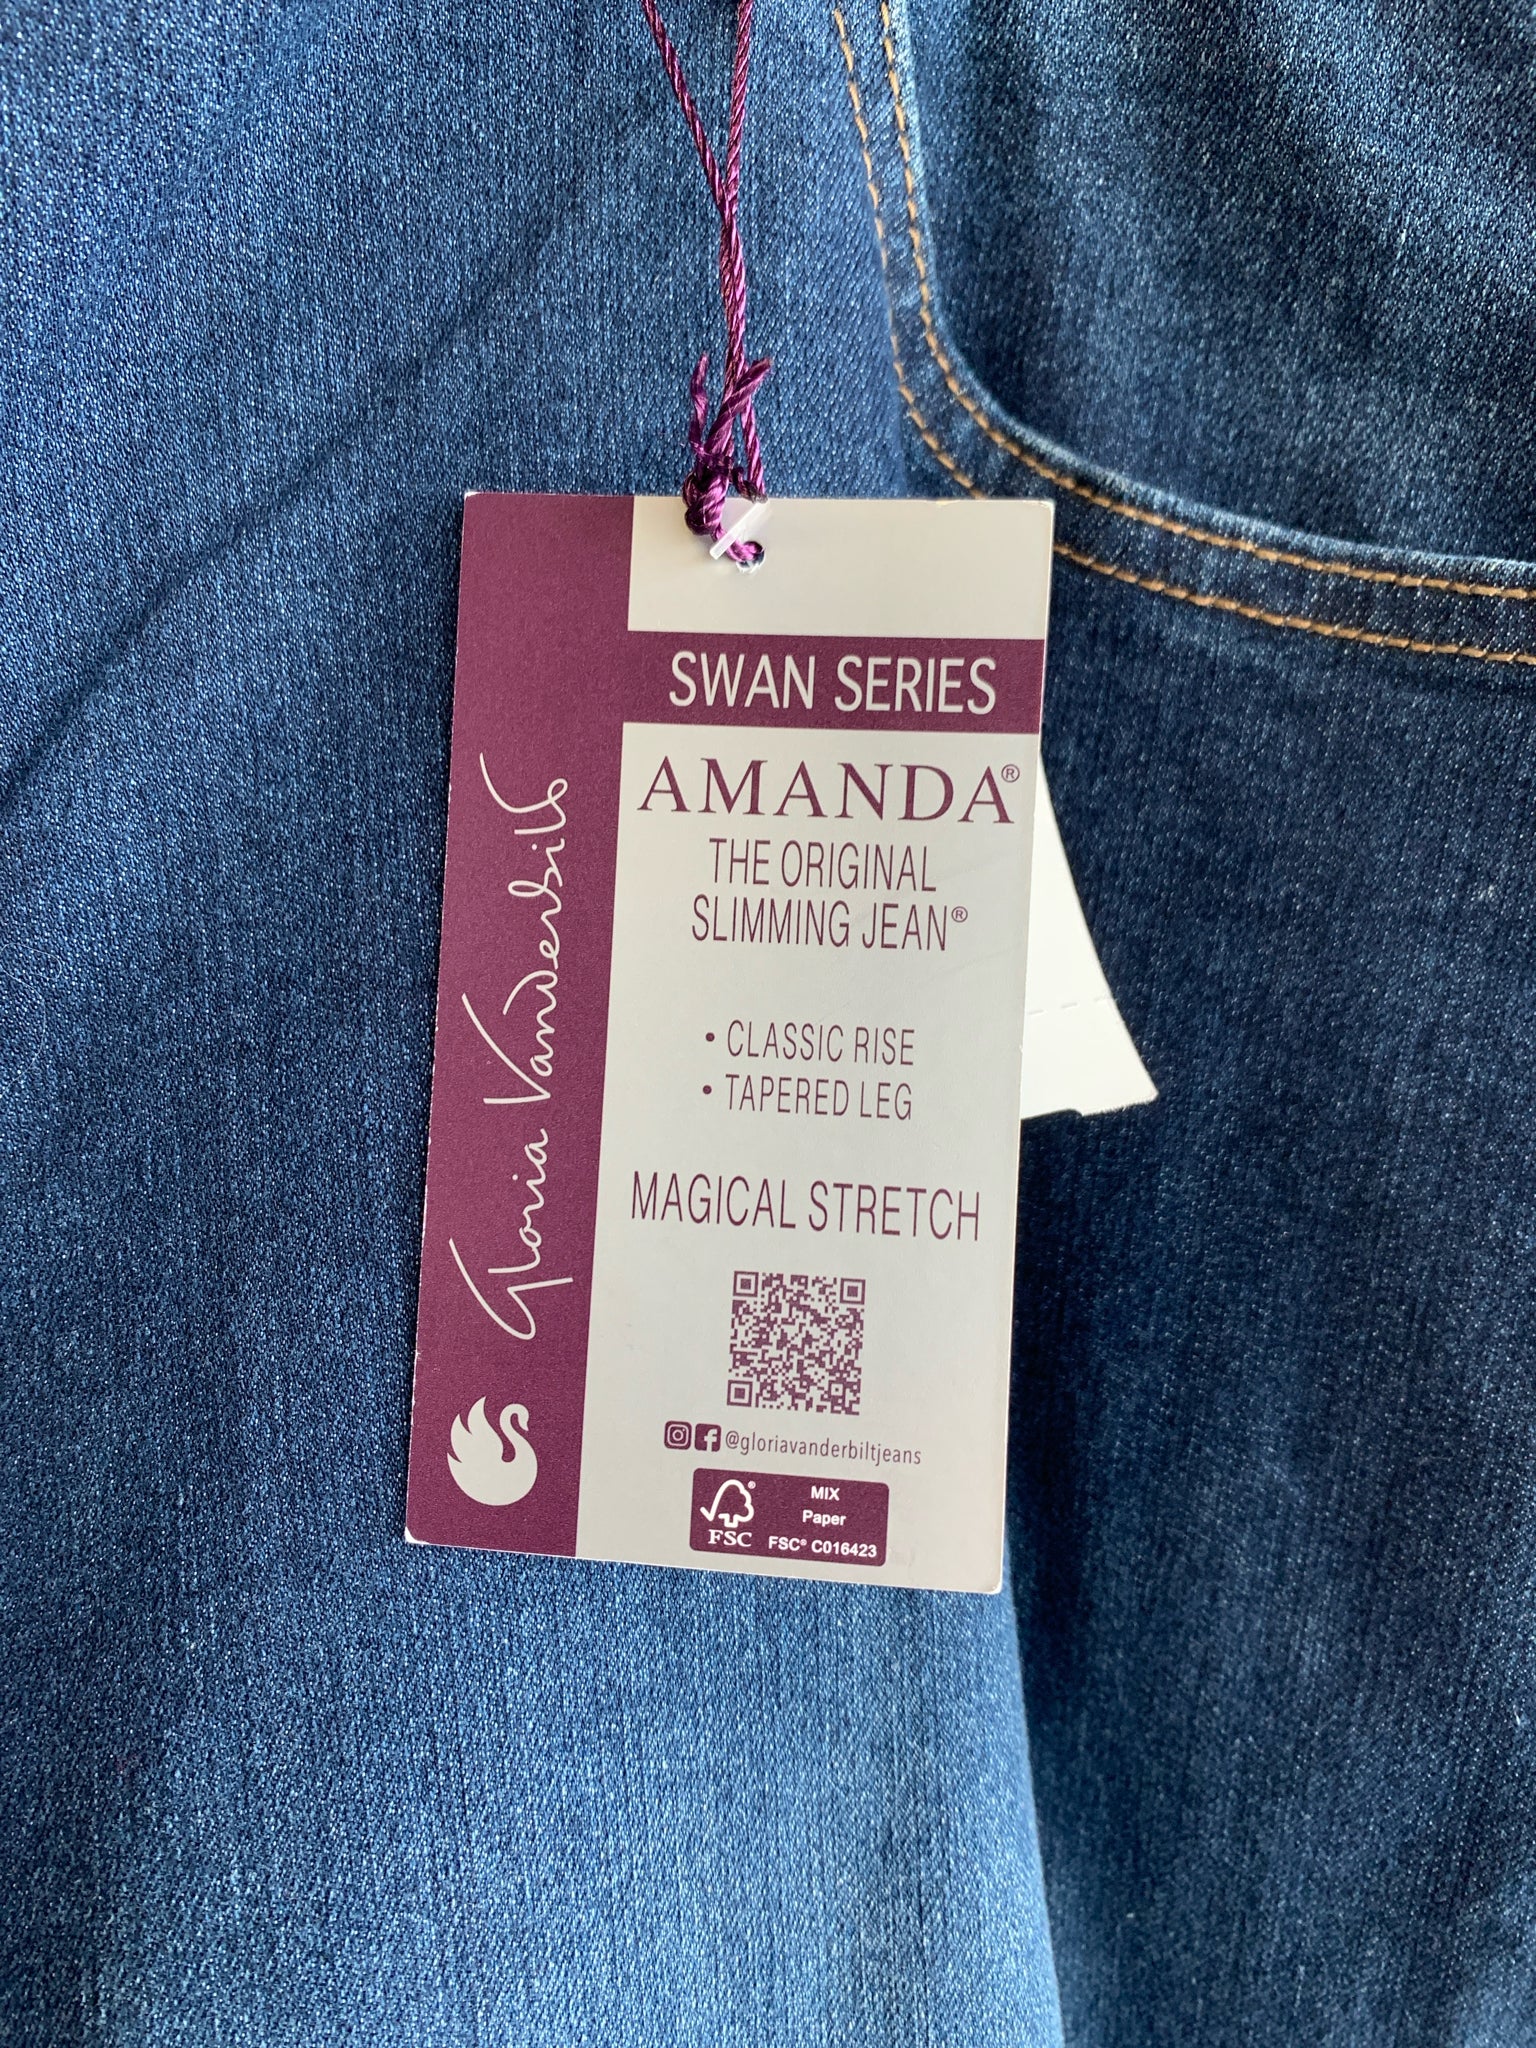 SWAN SERIES
AMANDA®
THE ORIGINAL
SLIMMING JEAN®
• CLASSIC RISE
• TAPERED LEG
MAGICAL STRETCH
@gloriavanderbiltjeans
FSC
MIX
Paper
FSC® C016423
Gloria Vanderbilt